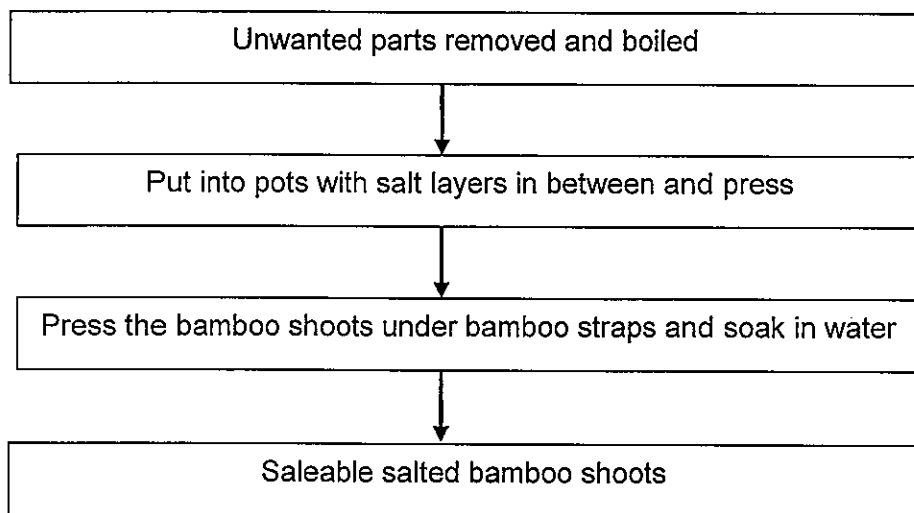 Unwanted parts removed and boiled
Put into pots with salt layers in between and press
Press the bamboo shoots under bamboo straps and soak in water
Saleable salted bamboo shoots